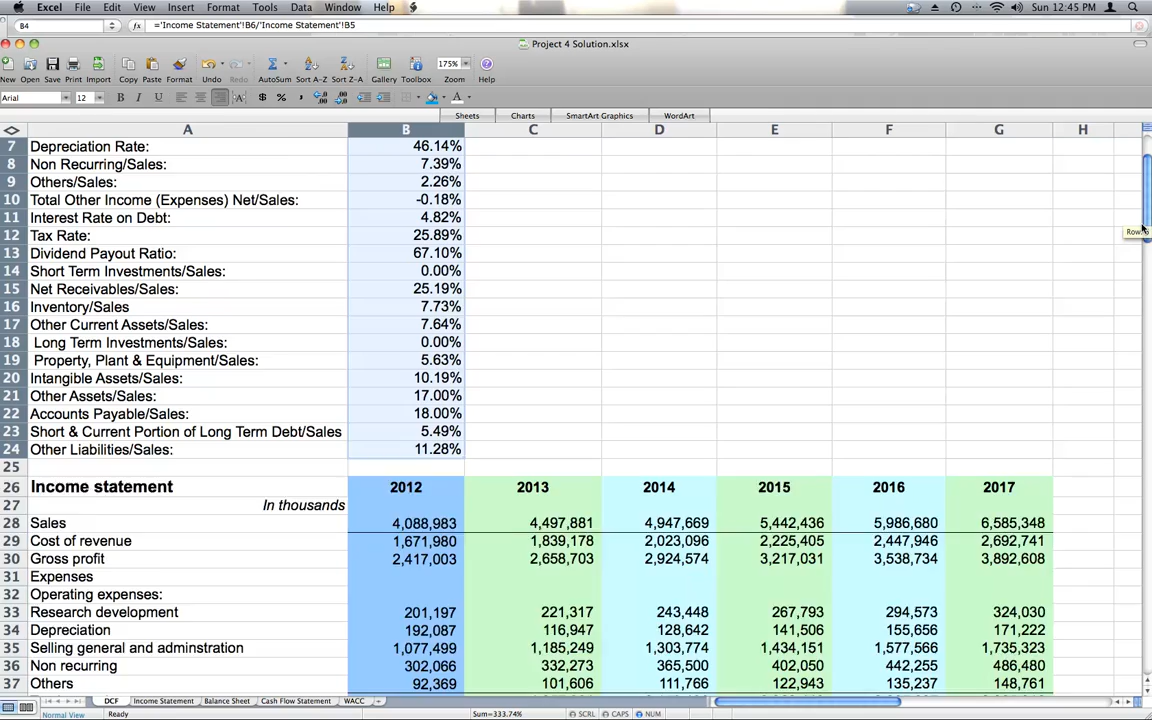 Excel File Edit View Insert Format Tools Data Window Help Sun 12:45 PM
B4 fx ='Income Statement'!B6/'Income Statement'!B5
Project 4 Solution.xlsx
175%
New Open Save Print Import Copy Paste Format Undo Redo AutoSum Sort A-Z Sort Z-A Gallery Toolbox Zoom Help
Arial 12 B I U A $ % , .00 A
Sheets Charts SmartArt Graphics WordArt
A B C D E F G H
7 Depreciation Rate: 46.14%
8 Non Recurring/Sales: 7.39%
9 Others/Sales: 2.26%
10 Total Other Income (Expenses) Net/Sales: -0.18%
11 Interest Rate on Debt: 4.82%
12 Tax Rate: 25.89%
13 Dividend Payout Ratio: 67.10%
14 Short Term Investments/Sales: 0.00%
15 Net Receivables/Sales: 25.19%
16 Inventory/Sales 7.73%
17 Other Current Assets/Sales: 7.64%
18 Long Term Investments/Sales: 0.00%
19 Property, Plant & Equipment/Sales: 5.63%
20 Intangible Assets/Sales: 10.19%
21 Other Assets/Sales: 17.00%
22 Accounts Payable/Sales: 18.00%
23 Short & Current Portion of Long Term Debt/Sales 5.49%
24 Other Liabilities/Sales: 11.28%
25
26 Income statement 2012 2013 2014 2015 2016 2017
27 In thousands
28 Sales 4,088,983 4,497,881 4,947,669 5,442,436 5,986,680 6,585,348
29 Cost of revenue 1,671,980 1,839,178 2,023,096 2,225,405 2,447,946 2,692,741
30 Gross profit 2,417,003 2,658,703 2,924,574 3,217,031 3,538,734 3,892,608
31 Expenses
32 Operating expenses:
33 Research development 201,197 221,317 243,448 267,793 294,573 324,030
34 Depreciation 192,087 116,947 128,642 141,506 155,656 171,222
35 Selling general and adminstration 1,077,499 1,185,249 1,303,774 1,434,151 1,577,566 1,735,323
36 Non recurring 302,066 332,273 365,500 402,050 442,255 486,480
37 Others 92,369 101,606 111,766 122,943 135,237 148,761
DCF Income Statement Balance Sheet Cash Flow Statement WACC +
Normal View Ready Sum=333.74% SCRL CAPS NUM